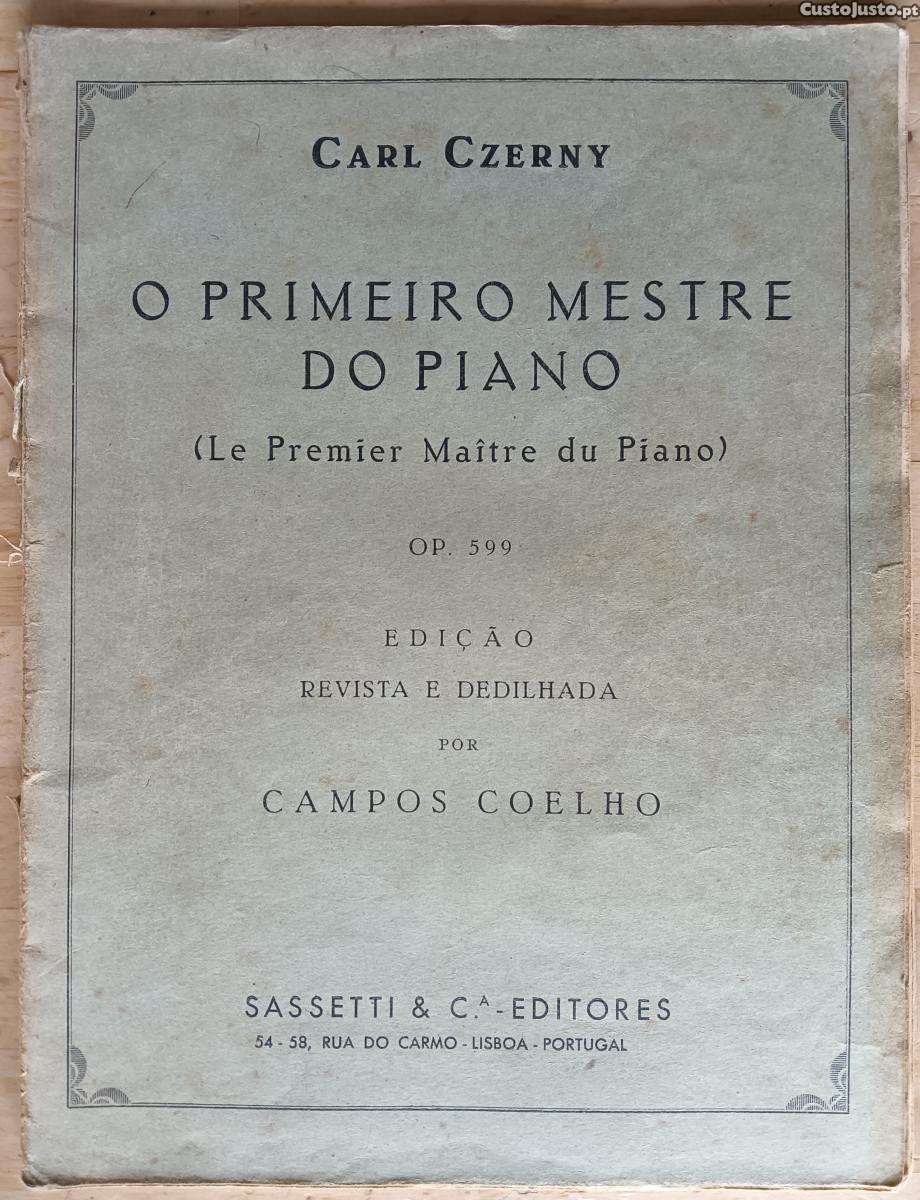 CustoJusto.pt
CARL CZERNY
O PRIMEIRO MESTRE
DO PIANO
(Le Premier Maître du Piano)
OP. 599
EDIÇÃO
REVISTA E DEDILHADA
POR
CAMPOS COELHO
SASSETTI & C.ª - EDITORES
54 - 58, RUA DO CARMO - LISBOA - PORTUGAL